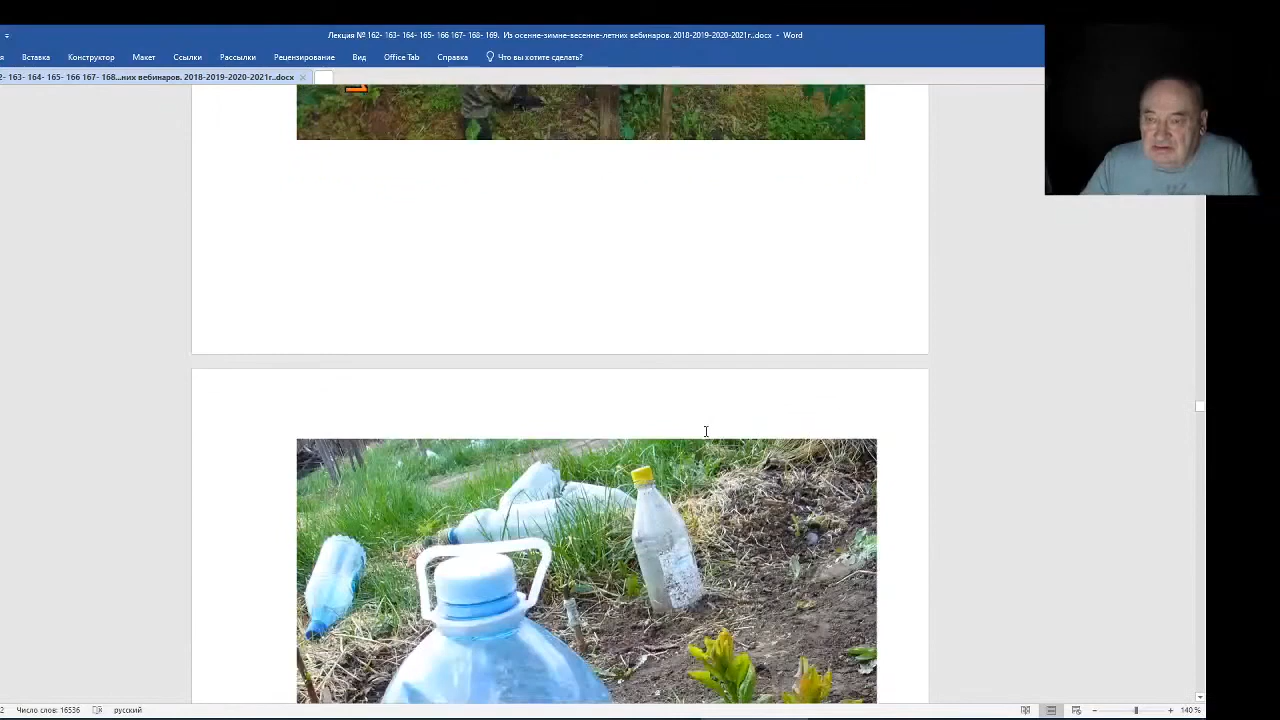 Лекция № 162- 163- 164- 165- 166 167- 168- 169. Из осенне-зимне-весенне-летних вебинаров. 2018-2019-2020-2021г..docx - Word
Вставка Конструктор Макет Ссылки Рассылки Рецензирование Вид Office Tab Справка Что вы хотите сделать?
2- 163- 164- 165- 166 167- 168...них вебинаров. 2018-2019-2020-2021г..docx
Число слов: 16536 русский 140 %